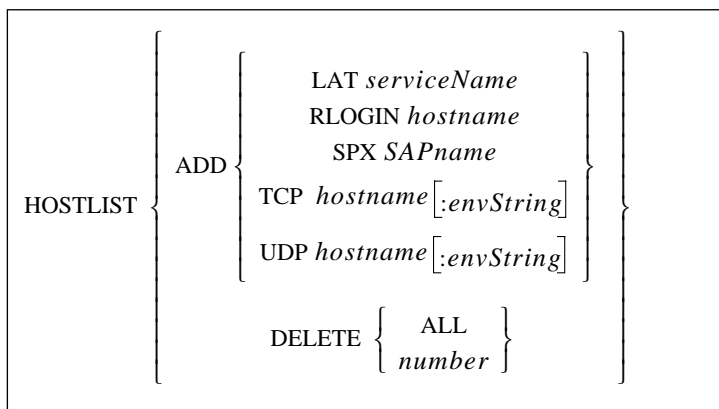 LAT serviceName
RLOGIN hostname
SPX SAPname
ADD
TCP hostname[:envString]
HOSTLIST
UDP hostname[:envString]
DELETE { ALL
number }